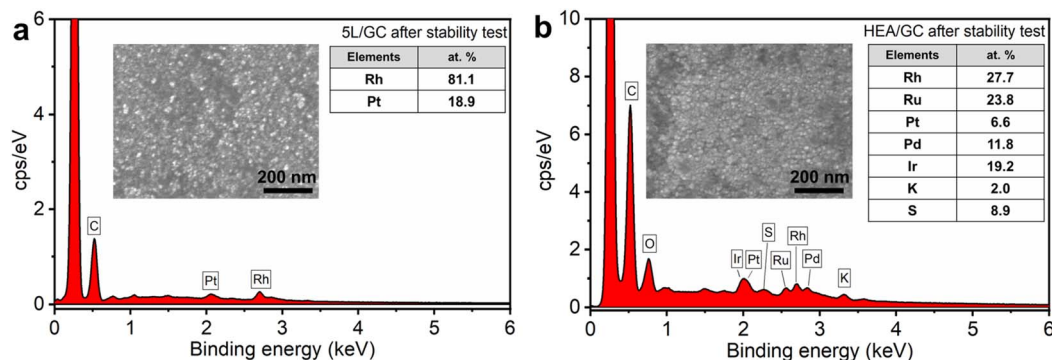 a
5L/GC after stability test
Elements at. %
Rh 81.1
Pt 18.9
200 nm
C
Pt
Rh
cps/eV
6
4
2
0
0 1 2 3 4 5 6
Binding energy (keV)
b
HEA/GC after stability test
Elements at. %
Rh 27.7
Ru 23.8
Pt 6.6
Pd 11.8
Ir 19.2
K 2.0
S 8.9
200 nm
C
O
S
Rh
Ir
Pt
Ru
Pd
K
cps/eV
10
8
6
4
2
0
0 1 2 3 4 5 6
Binding energy (keV)